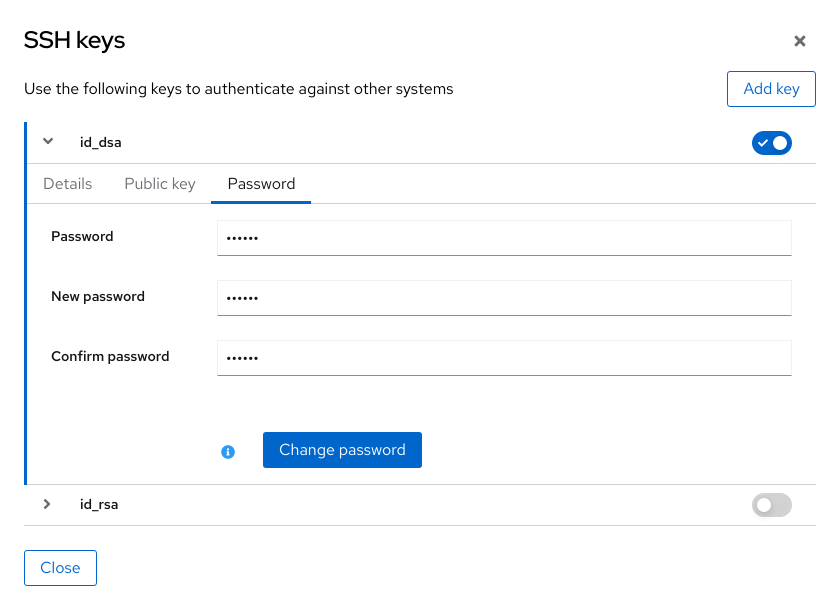 SSH keys
Use the following keys to authenticate against other systems
Add key
id_dsa
Details Public key Password
Password ••••••
New password ••••••
Confirm password ••••••
Change password
id_rsa
Close